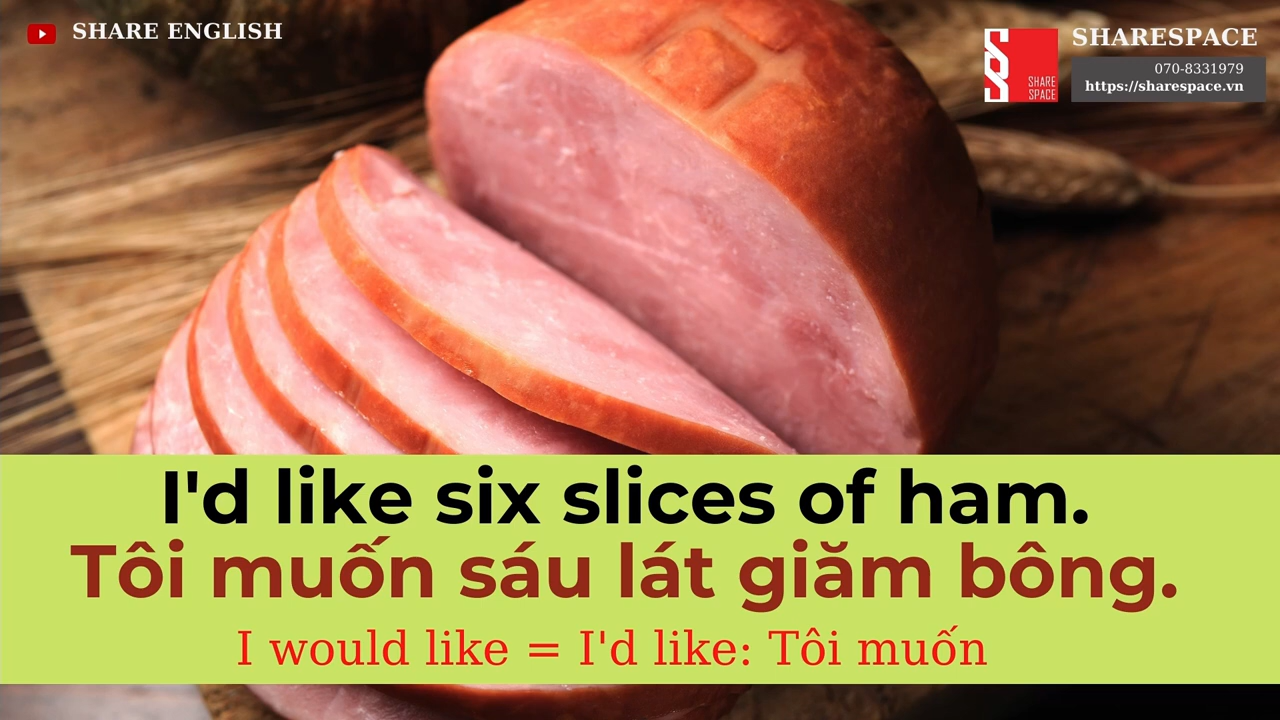 SHARE ENGLISH
SHARESPACE
070-8331979
https://sharespace.vn
SHARE
SPACE
I'd like six slices of ham.
Tôi muốn sáu lát giăm bông.
I would like = I'd like: Tôi muốn